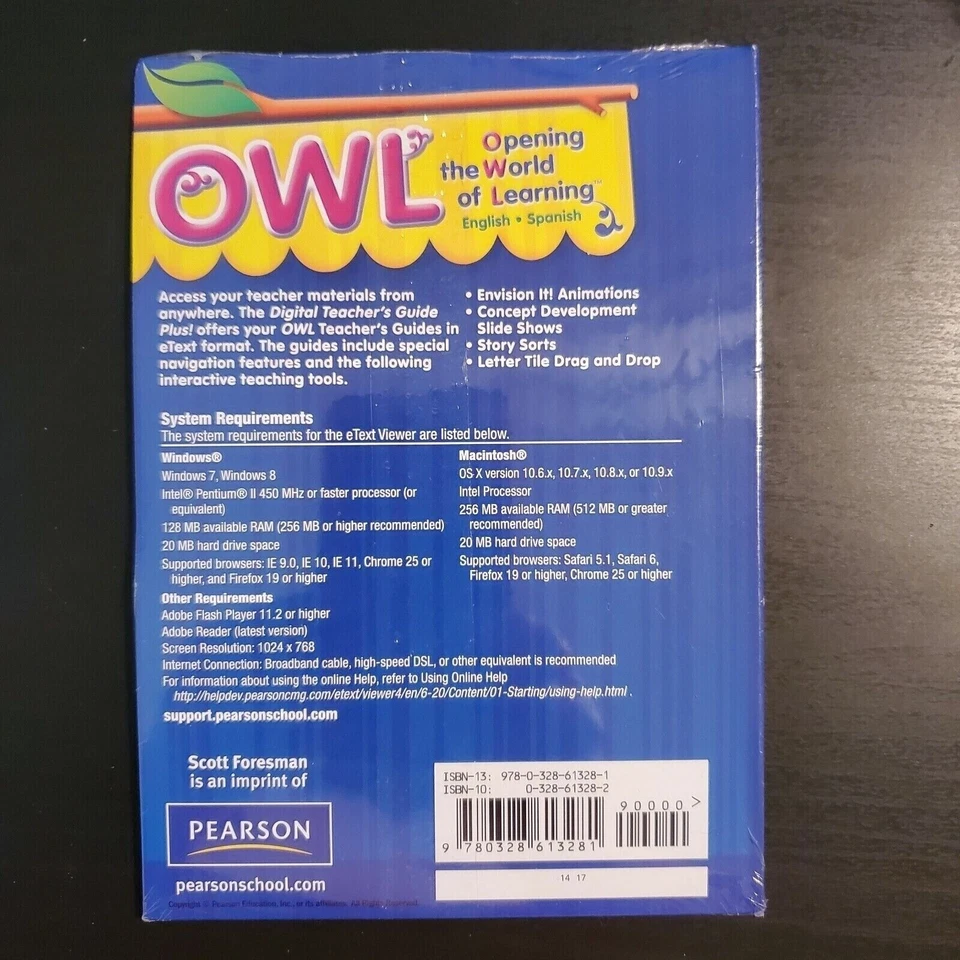 OWL
Opening
the World
of Learning™
English • Spanish
Access your teacher materials from
anywhere. The Digital Teacher's Guide
Plus! offers your OWL Teacher's Guides in
eText format. The guides include special
navigation features and the following
interactive teaching tools.
• Envision It! Animations
• Concept Development
Slide Shows
• Story Sorts
• Letter Tile Drag and Drop
System Requirements
The system requirements for the eText Viewer are listed below.
Windows®
Windows 7, Windows 8
Intel® Pentium® II 450 MHz or faster processor (or
equivalent)
128 MB available RAM (256 MB or higher recommended)
20 MB hard drive space
Supported browsers: IE 9.0, IE 10, IE 11, Chrome 25 or
higher, and Firefox 19 or higher
Macintosh®
OS X version 10.6.x, 10.7.x, 10.8.x, or 10.9.x
Intel Processor
256 MB available RAM (512 MB or greater
recommended)
20 MB hard drive space
Supported browsers: Safari 5.1, Safari 6,
Firefox 19 or higher, Chrome 25 or higher
Other Requirements
Adobe Flash Player 11.2 or higher
Adobe Reader (latest version)
Screen Resolution: 1024 x 768
Internet Connection: Broadband cable, high-speed DSL, or other equivalent is recommended
For information about using the online Help, refer to Using Online Help
http://helpdev.pearsoncmg.com/etext/viewer4/en/6-20/Content/01-Starting/using-help.html .
support.pearsonschool.com
Scott Foresman
is an imprint of
PEARSON
pearsonschool.com
Copyright © Pearson Education, Inc., or its affiliates. All Rights Reserved.
ISBN-13: 978-0-328-61328-1
ISBN-10: 0-328-61328-2
90000>
9 780328 613281
14 17